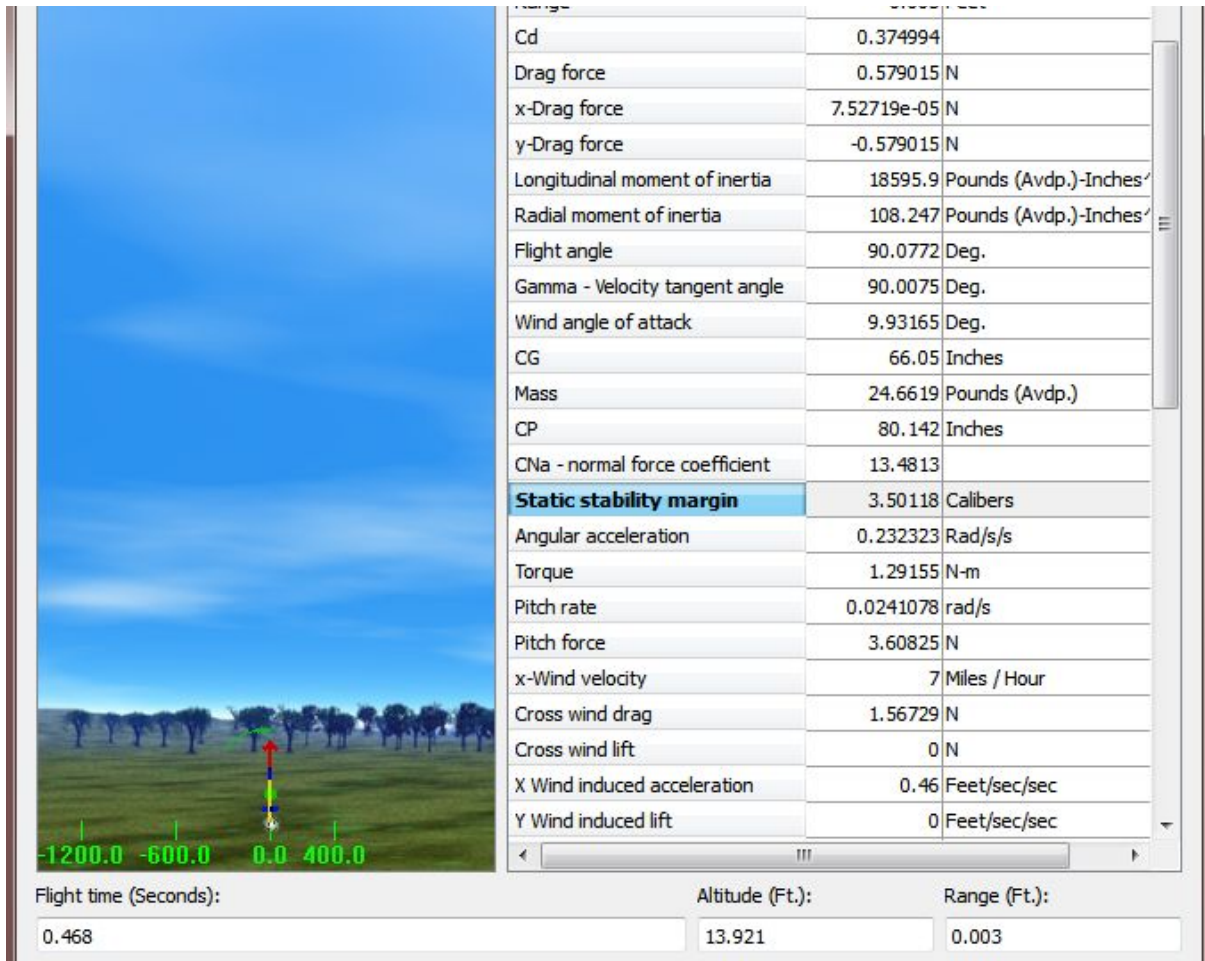 Cd 0.374994
Drag force 0.579015 N
x-Drag force 7.52719e-05 N
y-Drag force -0.579015 N
Longitudinal moment of inertia 18595.9 Pounds (Avdp.)-Inches
Radial moment of inertia 108.247 Pounds (Avdp.)-Inches
Flight angle 90.0772 Deg.
Gamma - Velocity tangent angle 90.0075 Deg.
Wind angle of attack 9.93165 Deg.
CG 66.05 Inches
Mass 24.6619 Pounds (Avdp.)
CP 80.142 Inches
CNa - normal force coefficient 13.4813
Static stability margin 3.50118 Calibers
Angular acceleration 0.232323 Rad/s/s
Torque 1.29155 N-m
Pitch rate 0.0241078 rad/s
Pitch force 3.60825 N
x-Wind velocity 7 Miles / Hour
Cross wind drag 1.56729 N
Cross wind lift 0 N
X Wind induced acceleration 0.46 Feet/sec/sec
Y Wind induced lift 0 Feet/sec/sec
-1200.0 -600.0 0.0 400.0
Flight time (Seconds): Altitude (Ft.): Range (Ft.):
0.468 13.921 0.003